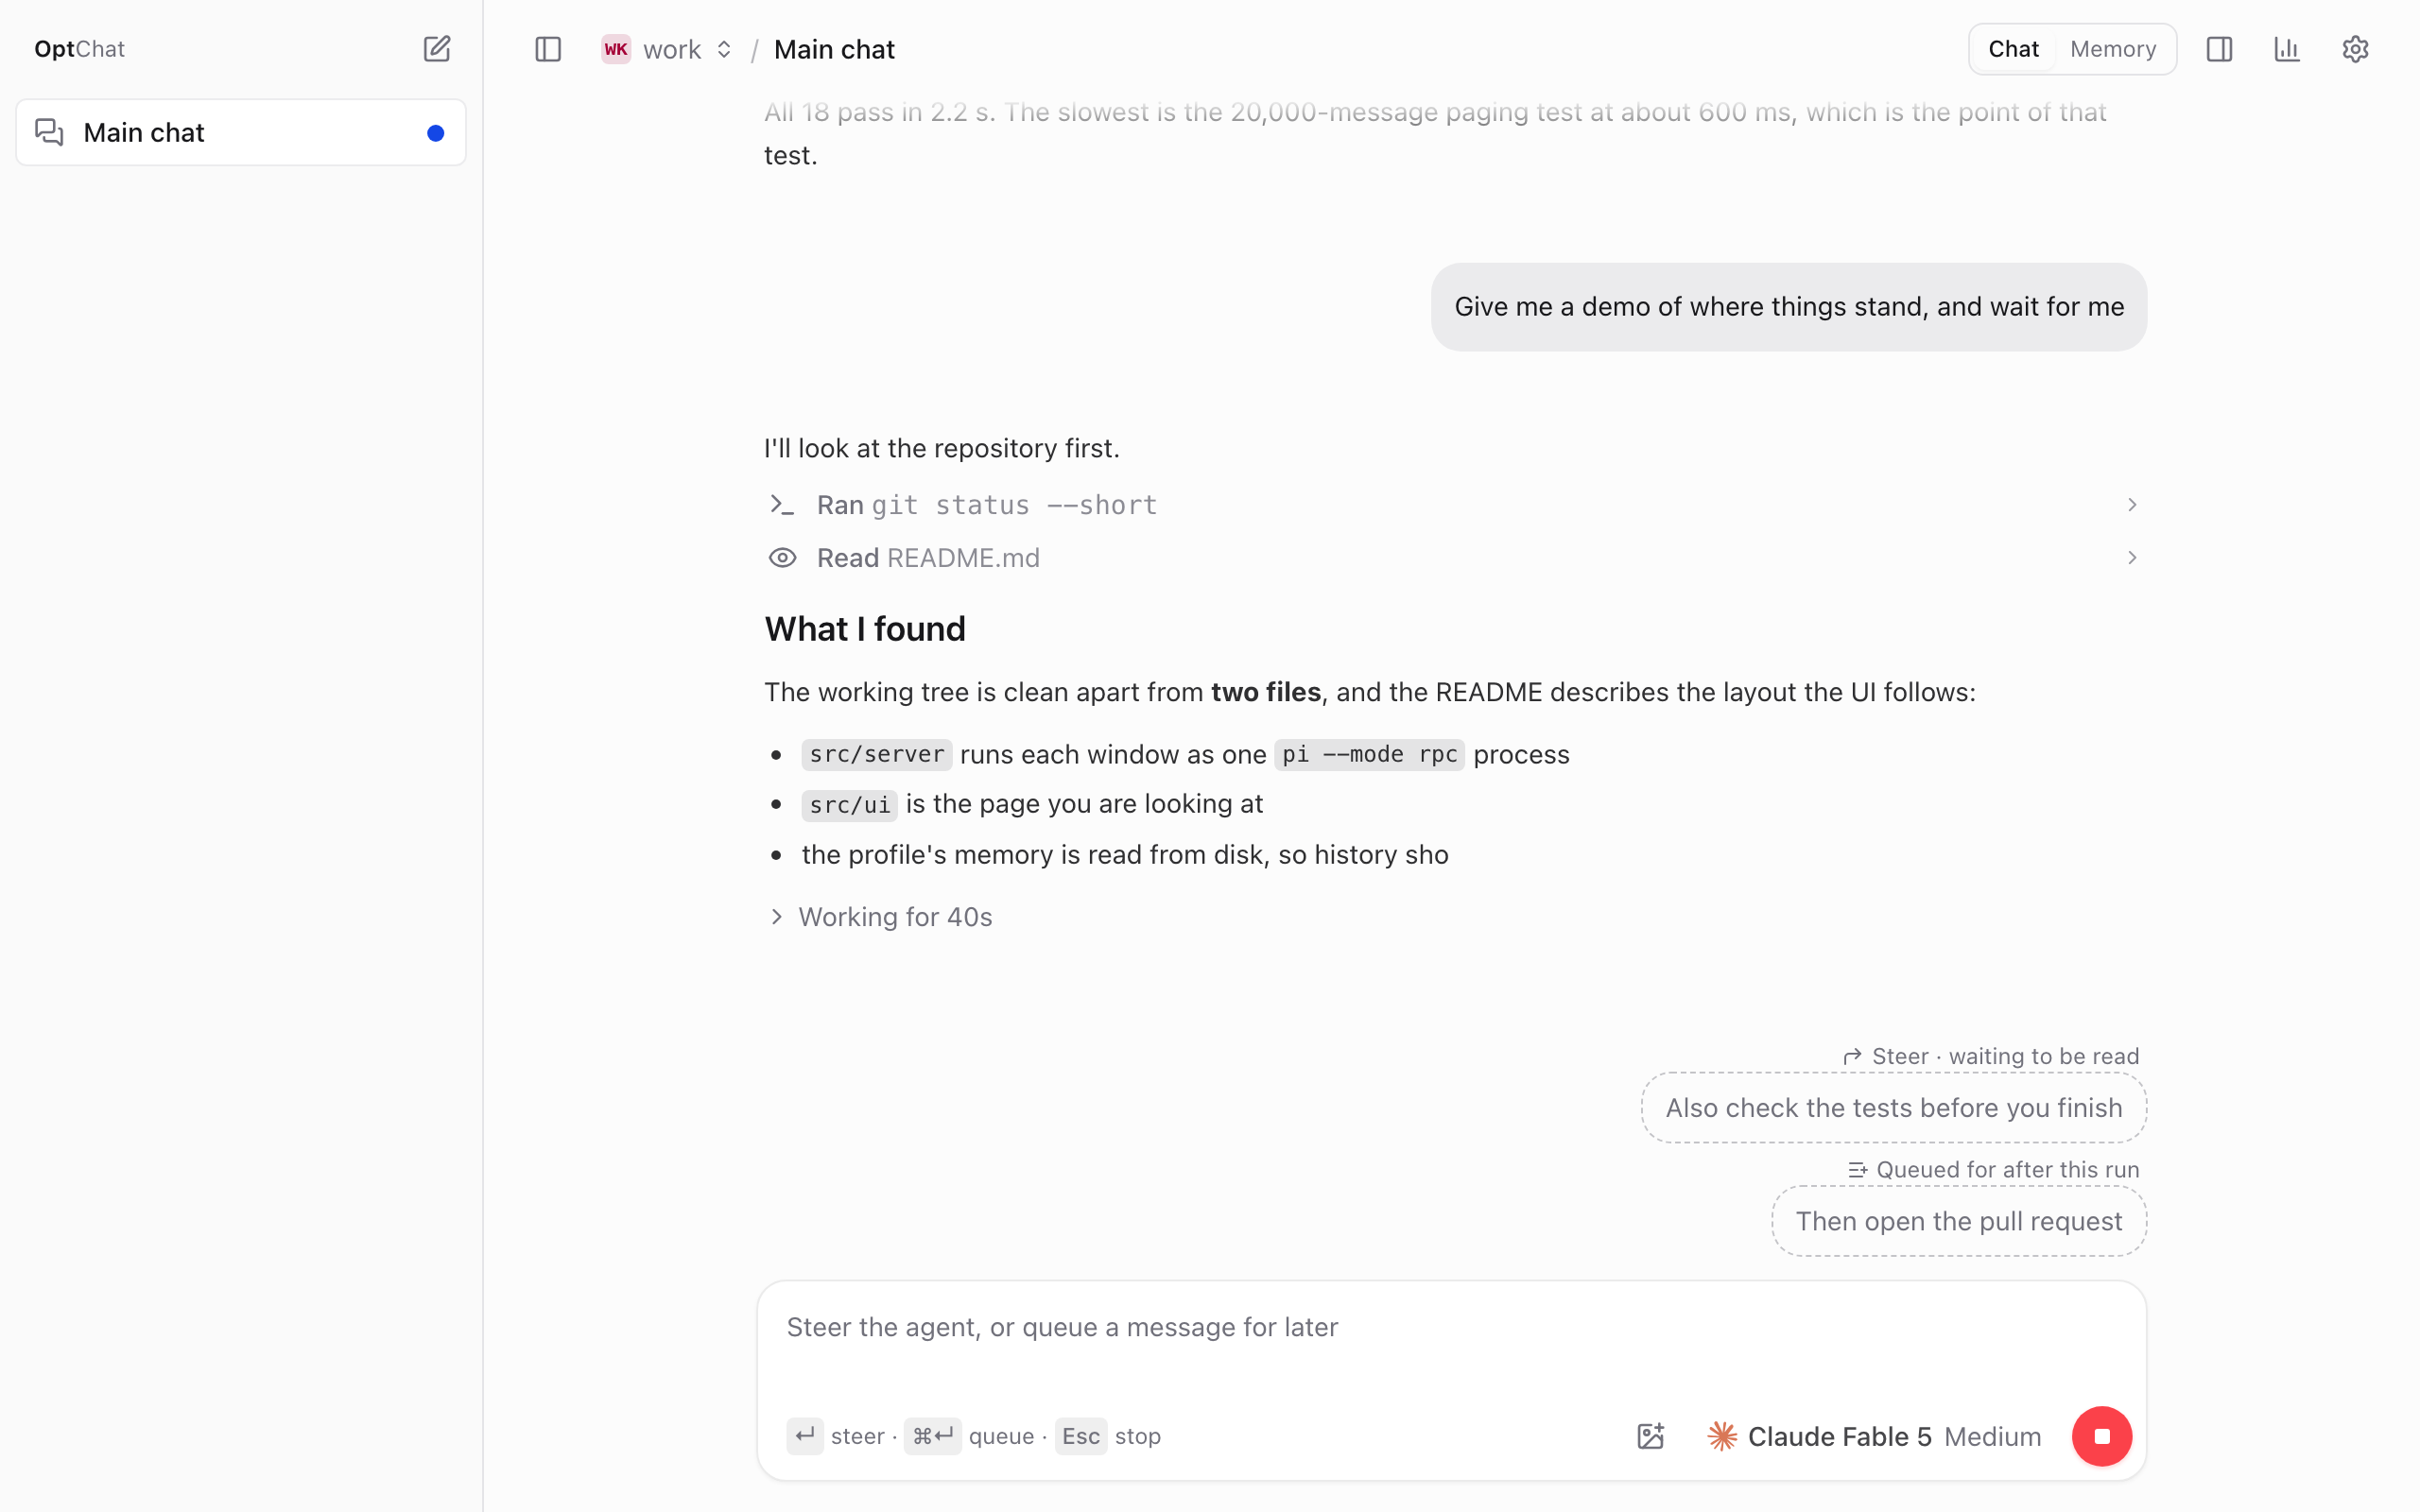 OptChat
Main chat
WK work / Main chat
Chat Memory
All 18 pass in 2.2 s. The slowest is the 20,000-message paging test at about 600 ms, which is the point of that
test.
Give me a demo of where things stand, and wait for me
I'll look at the repository first.
Ran git status --short
Read README.md
What I found
The working tree is clean apart from two files, and the README describes the layout the UI follows:
• src/server runs each window as one pi --mode rpc process
• src/ui is the page you are looking at
• the profile's memory is read from disk, so history sho
Working for 40s
Steer · waiting to be read
Also check the tests before you finish
Queued for after this run
Then open the pull request
Steer the agent, or queue a message for later
↵ steer · ⌘↵ queue · Esc stop
Claude Fable 5 Medium